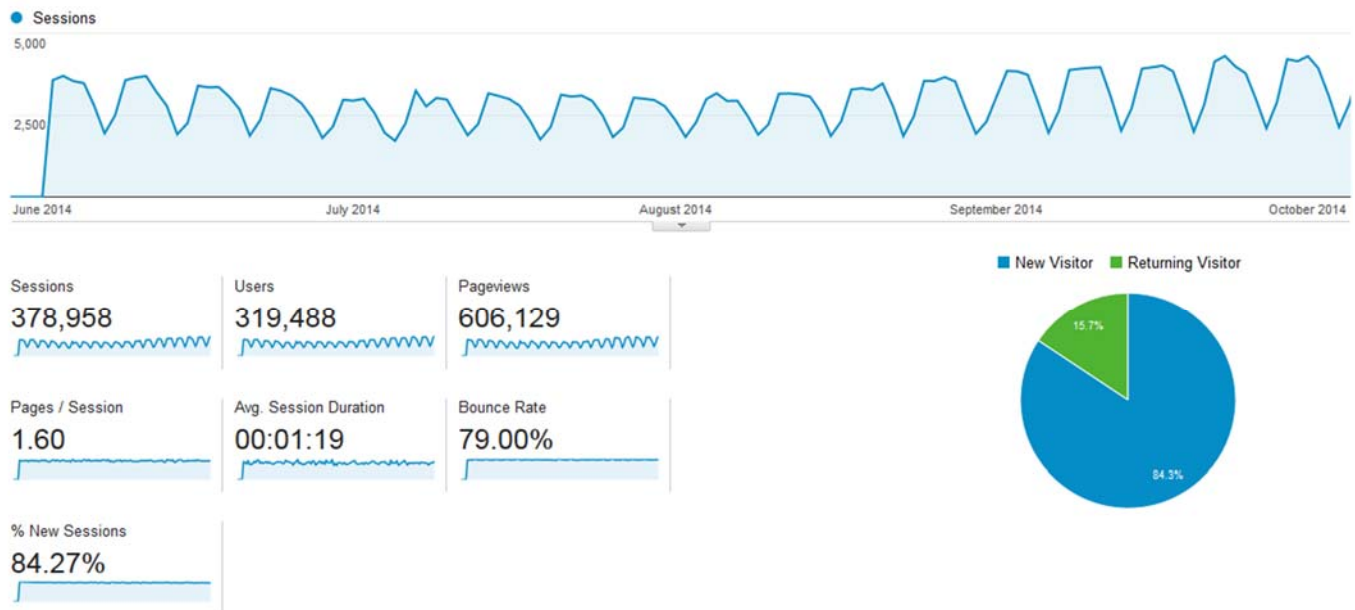 Sessions
5,000
2,500
June 2014 July 2014 August 2014 September 2014 October 2014
New Visitor Returning Visitor
Sessions Users Pageviews
378,958 319,488 606,129
15.7%
Pages / Session Avg. Session Duration Bounce Rate
1.60 00:01:19 79.00%
84.3%
% New Sessions
84.27%